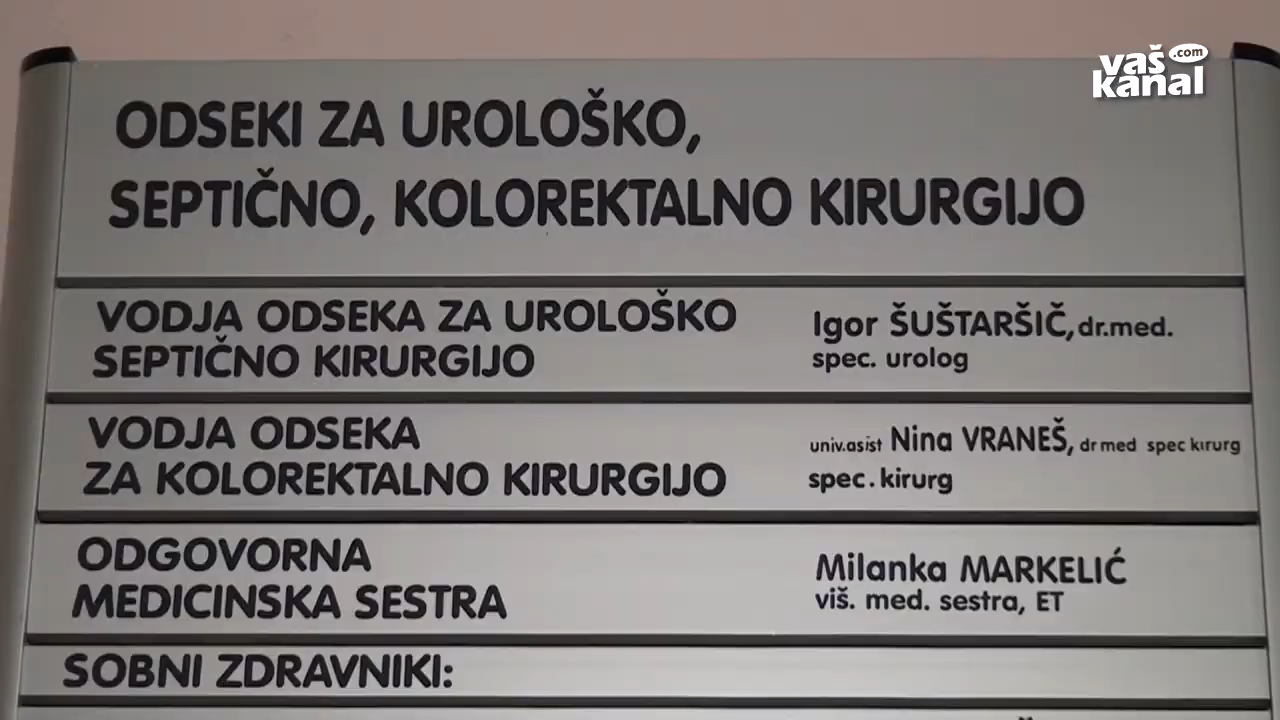 vaš .com
kanal
ODSEKI ZA UROLOŠKO,
SEPTIČNO, KOLOREKTALNO KIRURGIJO
VODJA ODSEKA ZA UROLOŠKO
SEPTIČNO KIRURGIJO
Igor ŠUŠTARŠIČ, dr.med.
spec. urolog
VODJA ODSEKA
ZA KOLOREKTALNO KIRURGIJO
univ.asist Nina VRANEŠ, dr med spec kirurg
spec. kirurg
ODGOVORNA
MEDICINSKA SESTRA
Milanka MARKELIĆ
viš. med. sestra, ET
SOBNI ZDRAVNIKI: